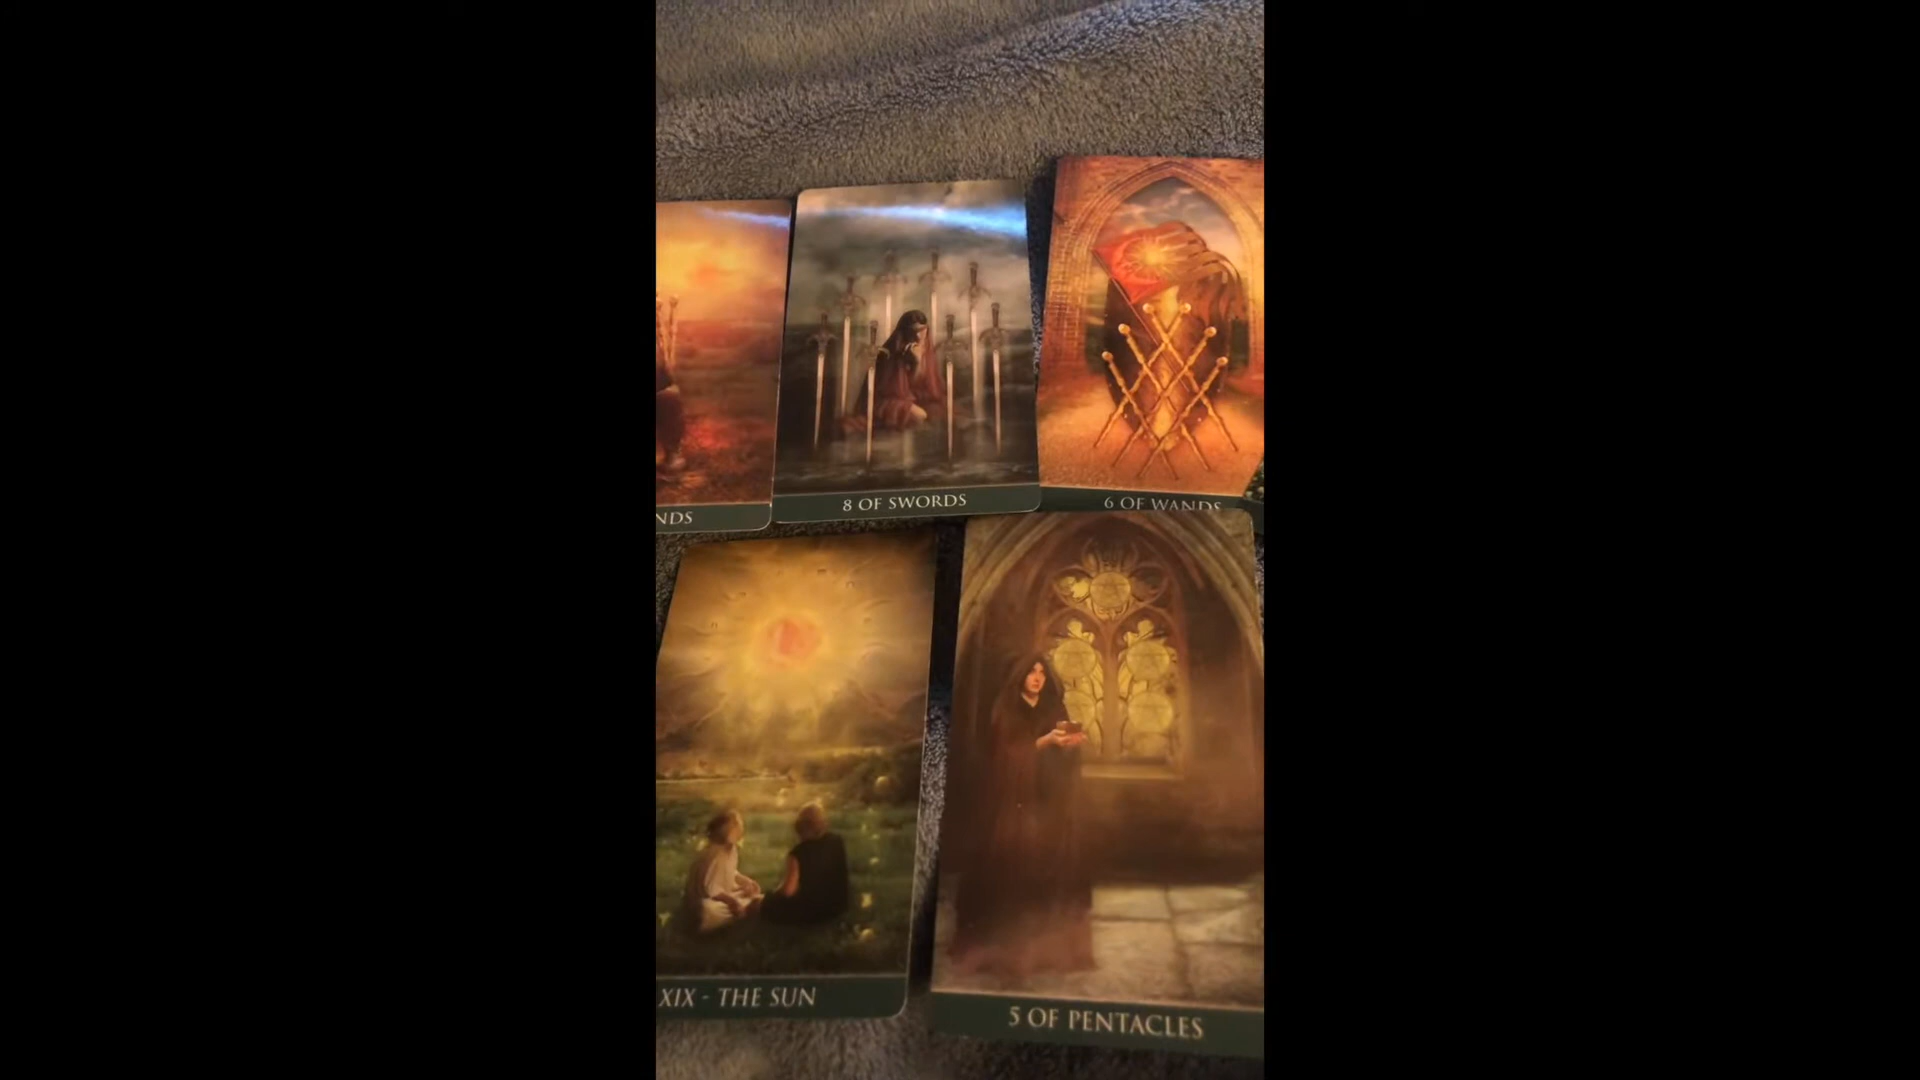 NDS
8 OF SWORDS
6 OF WANDS
XIX - THE SUN
5 OF PENTACLES